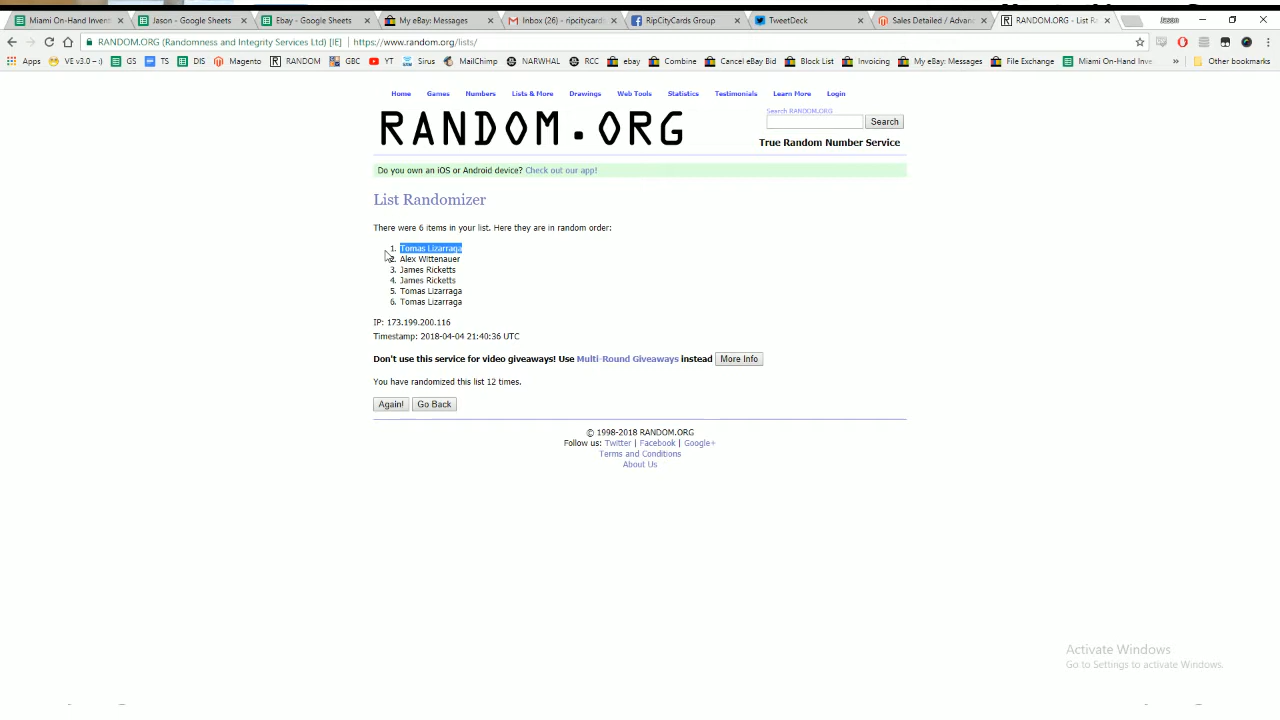 Miami On-Hand Invent
Jason - Google Sheets
Ebay - Google Sheets
My eBay: Messages
Inbox (26) - ripcitycards
RipCityCards Group
TweetDeck
Sales Detailed / Advan
RANDOM.ORG - List Ra
RANDOM.ORG (Randomness and Integrity Services Ltd) [IE] https://www.random.org/lists/
Apps VE v3.0 – :) GS TS DIS Magento RANDOM GBC YT Sirus MailChimp NARWHAL RCC ebay Combine Cancel eBay Bid Block List Invoicing My eBay: Messages File Exchange Miami On-Hand Inve » Other bookmarks
Home Games Numbers Lists & More Drawings Web Tools Statistics Testimonials Learn More Login
RANDOM.ORG
Search RANDOM.ORG
Search
True Random Number Service
Do you own an iOS or Android device? Check out our app!
List Randomizer
There were 6 items in your list. Here they are in random order:
1. Tomas Lizarraga
2. Alex Wittenauer
3. James Ricketts
4. James Ricketts
5. Tomas Lizarraga
6. Tomas Lizarraga
IP: 173.199.200.116
Timestamp: 2018-04-04 21:40:36 UTC
Don't use this service for video giveaways! Use Multi-Round Giveaways instead More Info
You have randomized this list 12 times.
Again! Go Back
© 1998-2018 RANDOM.ORG
Follow us: Twitter | Facebook | Google+
Terms and Conditions
About Us
Activate Windows
Go to Settings to activate Windows.